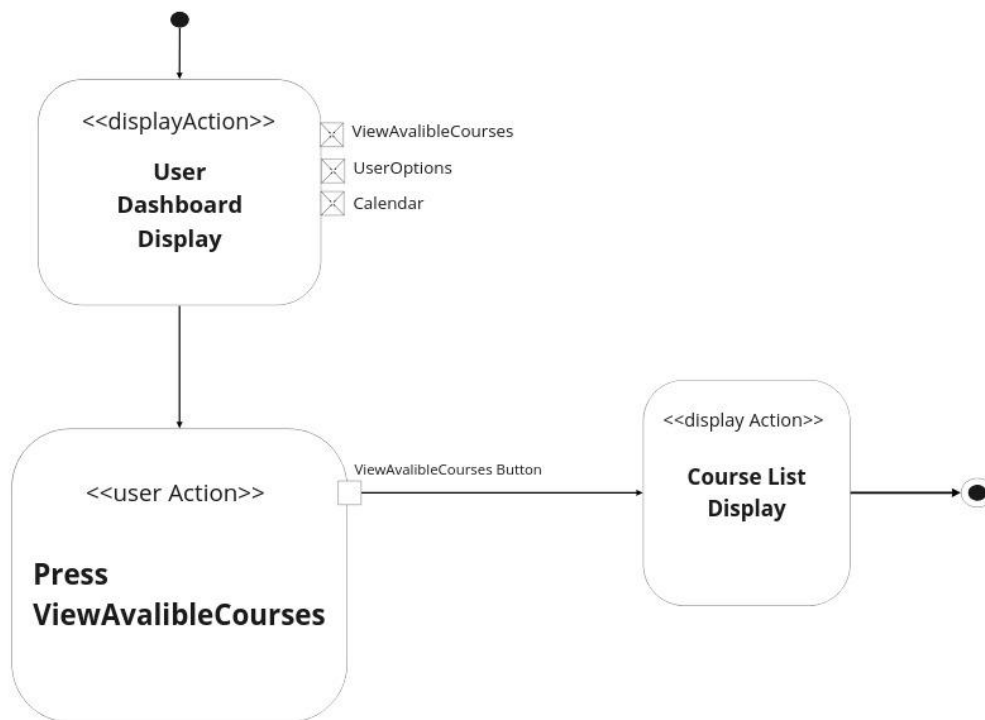 <<displayAction>>
User
Dashboard
Display
ViewAvalibleCourses
UserOptions
Calendar
<<user Action>>
Press
ViewAvalibleCourses
ViewAvalibleCourses Button
<<display Action>>
Course List
Display